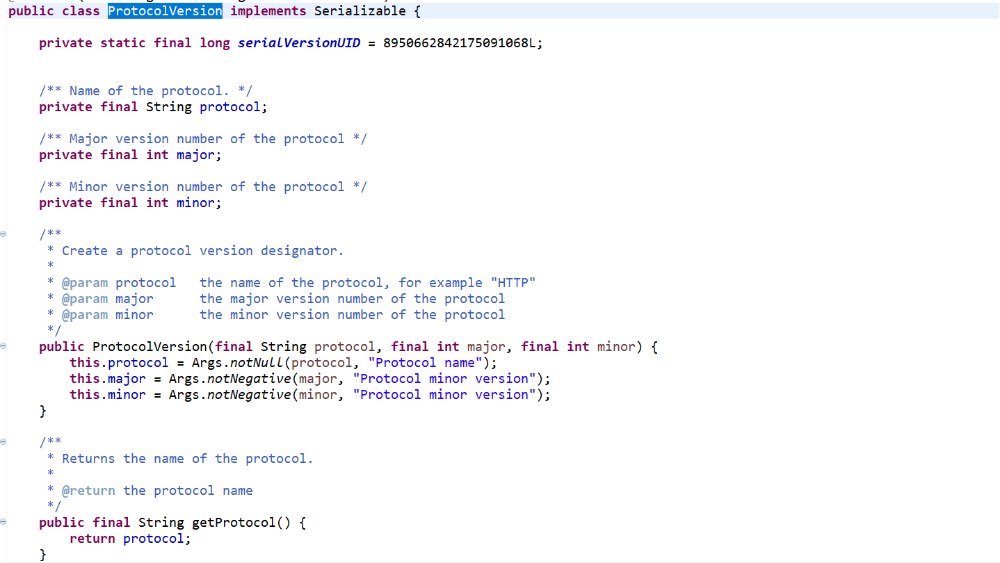 public class ProtocolVersion implements Serializable {
private static final long serialVersionUID = 8950662842175091068L;
/** Name of the protocol. */
private final String protocol;
/** Major version number of the protocol */
private final int major;
/** Minor version number of the protocol */
private final int minor;
/**
* Create a protocol version designator.
*
* @param protocol   the name of the protocol, for example "HTTP"
* @param major      the major version number of the protocol
* @param minor      the minor version number of the protocol
*/
public ProtocolVersion(final String protocol, final int major, final int minor) {
this.protocol = Args.notNull(protocol, "Protocol name");
this.major = Args.notNegative(major, "Protocol minor version");
this.minor = Args.notNegative(minor, "Protocol minor version");
}
/**
* Returns the name of the protocol.
*
* @return the protocol name
*/
public final String getProtocol() {
return protocol;
}